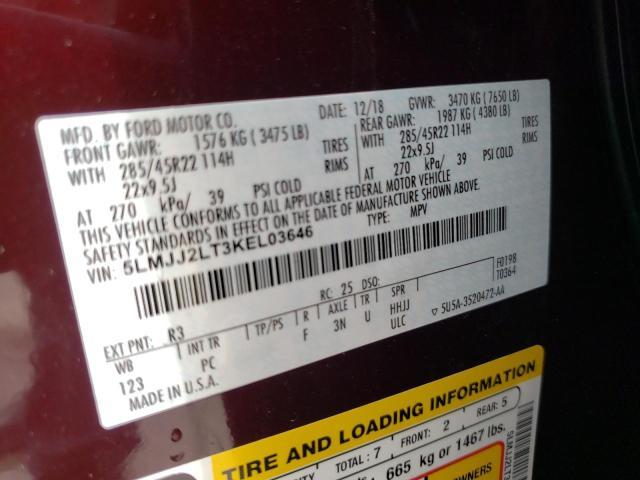 MFD. BY FORD MOTOR CO.
DATE: 12/18 GVWR: 3470 KG (7650 LB)
FRONT GAWR: 1576 KG (3475 LB) REAR GAWR: 1987 KG (4380 LB)
WITH 285/45R22 114H TIRES WITH 285/45R22 114H TIRES
22x9.5J RIMS 22x9.5J RIMS
AT 270 kPa/ 39 PSI COLD AT 270 kPa/ 39 PSI COLD
THIS VEHICLE CONFORMS TO ALL APPLICABLE FEDERAL MOTOR VEHICLE
SAFETY STANDARDS IN EFFECT ON THE DATE OF MANUFACTURE SHOWN ABOVE.
VIN: 5LMJJ2LT3KEL03646 TYPE: MPV
F0198
T0364
EXT PNT: R3 RC: 25 DSO:
WB INT TR TP/PS R AXLE TR SPR
123 PC F 3N U HHJJ
ULC
MADE IN U.S.A.
▽ 5U5A-3520472-AA
TIRE AND LOADING INFORMATION
TOTAL: 7 FRONT: 2 REAR: 5
665 kg or 1467 lbs.
OWNERS